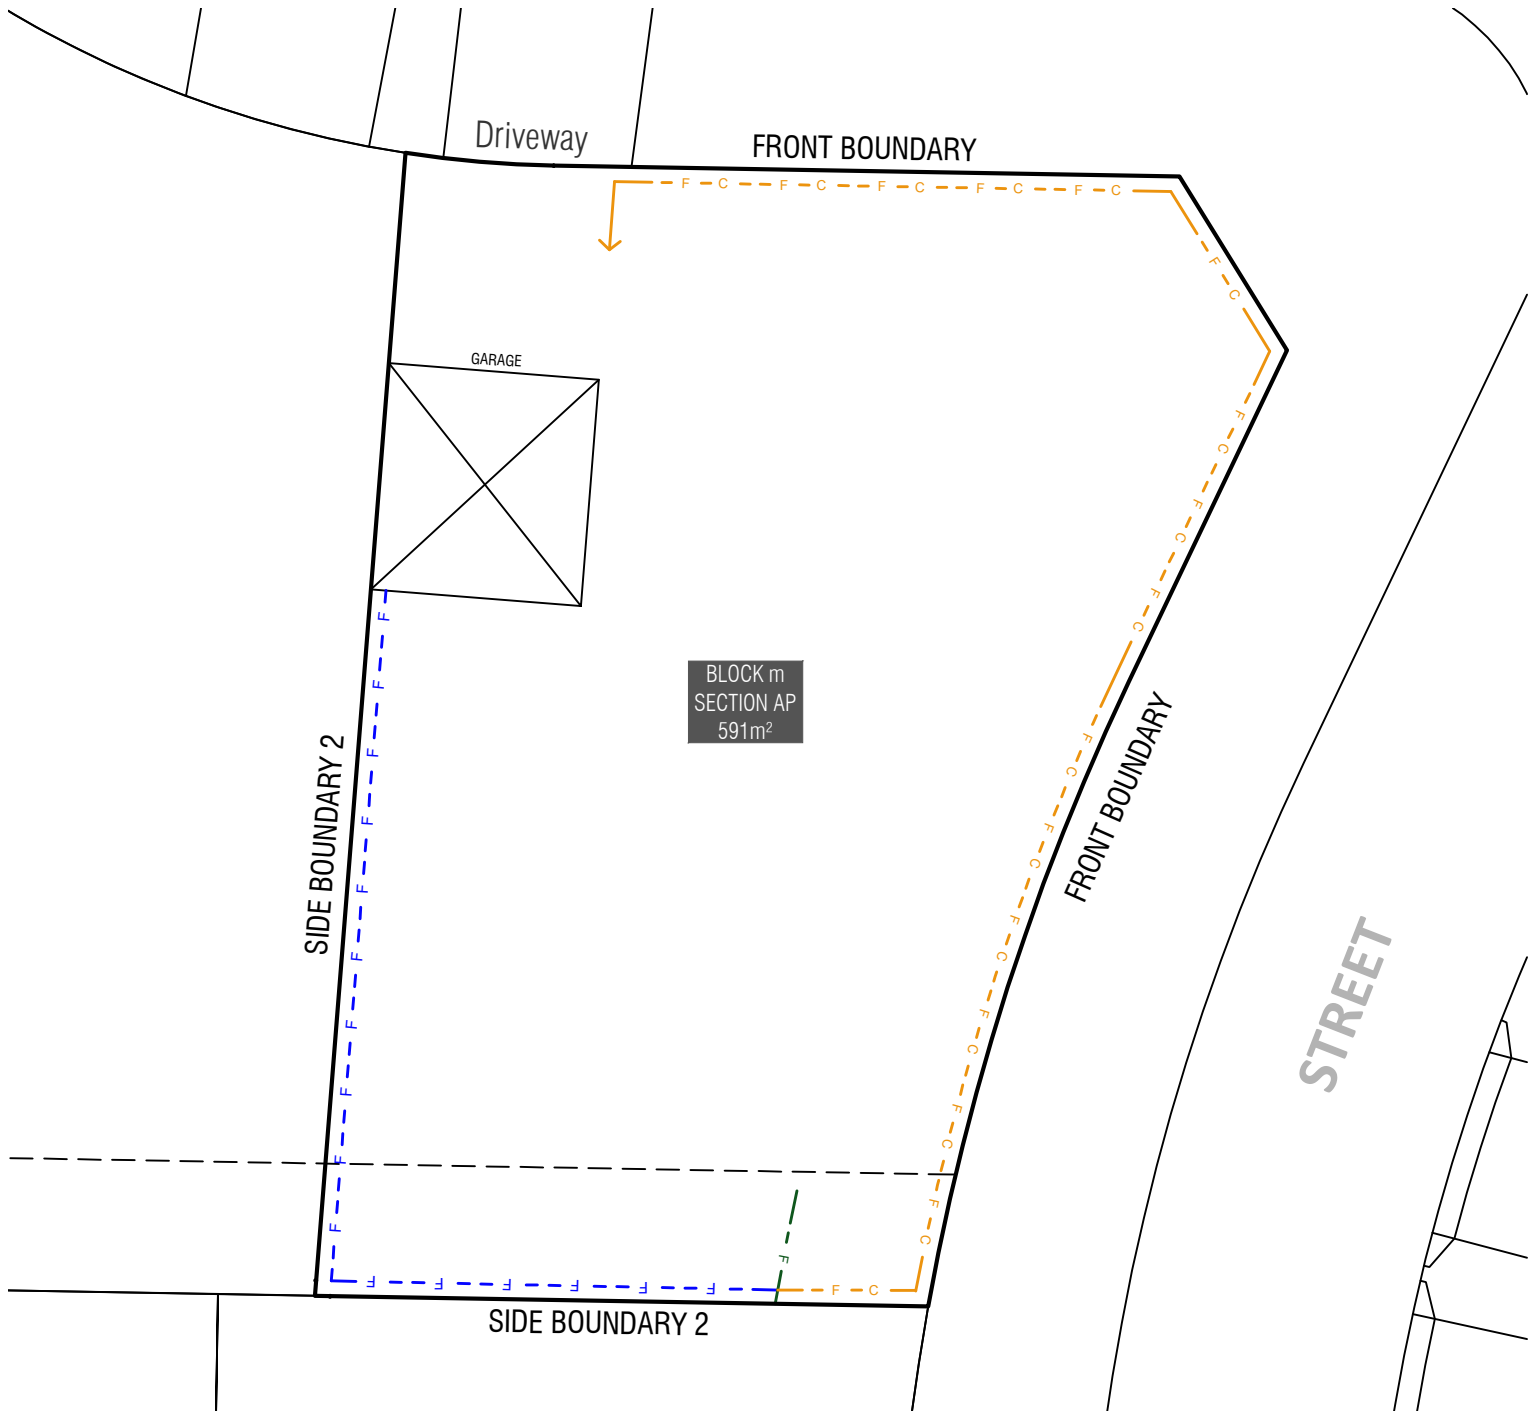 Driveway
FRONT BOUNDARY
F C F C F C F C F C
F C
GARAGE
F C F C F C
F F F F F F F F F F
BLOCK m
SECTION AP
591m²
SIDE BOUNDARY 2
FRONT BOUNDARY
F C F C F C F C F C F C
STREET
F
F F F F F F
F C
SIDE BOUNDARY 2